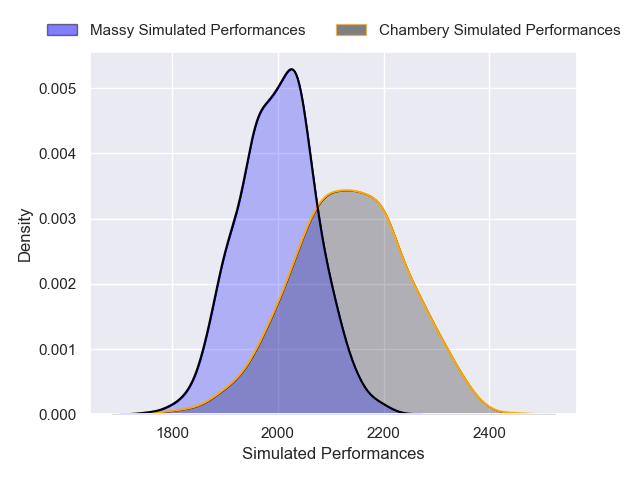 Massy Simulated Performances
Chambery Simulated Performances
0.005
0.004
0.003
0.002
0.001
0.000
Density
1800
2000
2200
2400
Simulated Performances